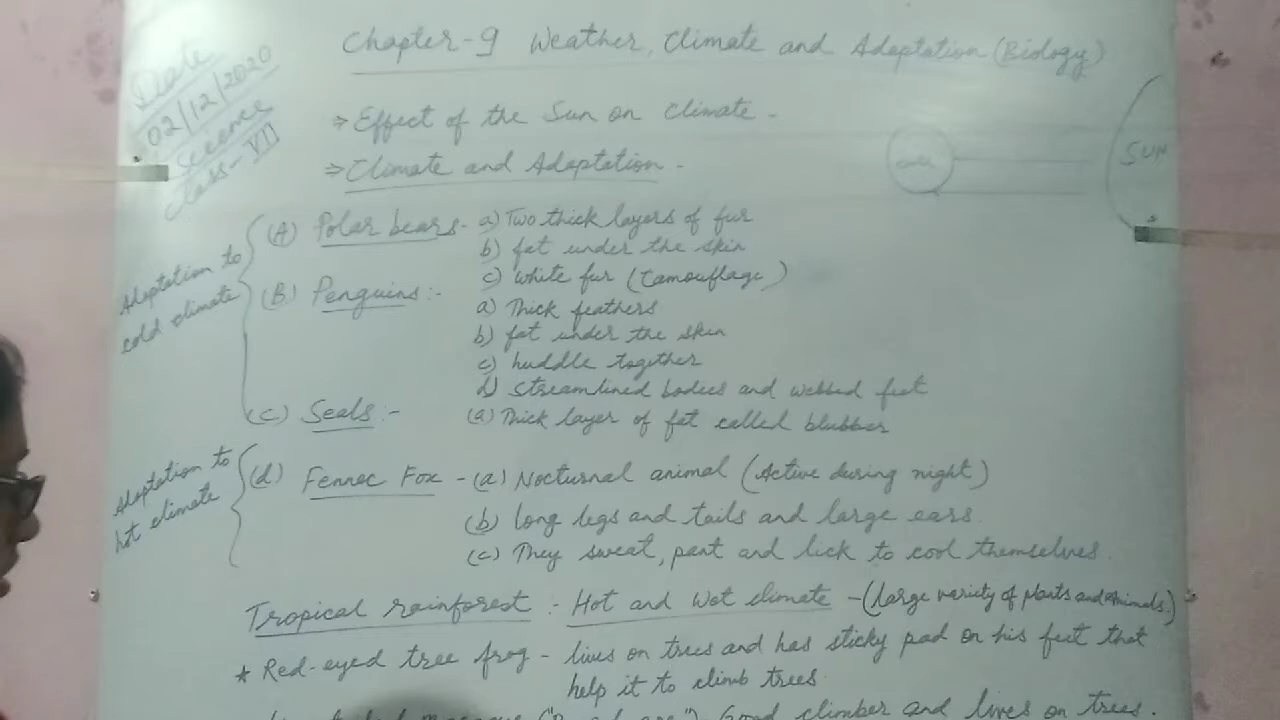 Date
02/12/2020
Science
Class-VII
Chapter-9 Weather, Climate and Adaptation (Biology)
⇒ Effect of the Sun on Climate -
⇒ Climate and Adaptation -
SUN
Adaptation to cold climate
(A) Polar bears - a) Two thick layers of fur
b) fat under the skin
c) white fur (Camouflage)
(B) Penguins :-
a) Thick feathers
b) fat under the skin
c) huddle together
d) streamlined bodies and webbed feet
(C) Seals :- (a) Thick layer of fat called blubber
Adaptation to hot climate
(d) Fennec Fox - (a) Nocturnal animal (Active during night)
(b) long legs and tails and large ears.
(c) They sweat, pant and lick to cool themselves.
Tropical rainforest :- Hot and Wet climate - (large variety of plants and Animals)
* Red-eyed tree frog - lives on trees and has sticky pad on his feet that
help it to climb trees.
Good climber and lives on trees.